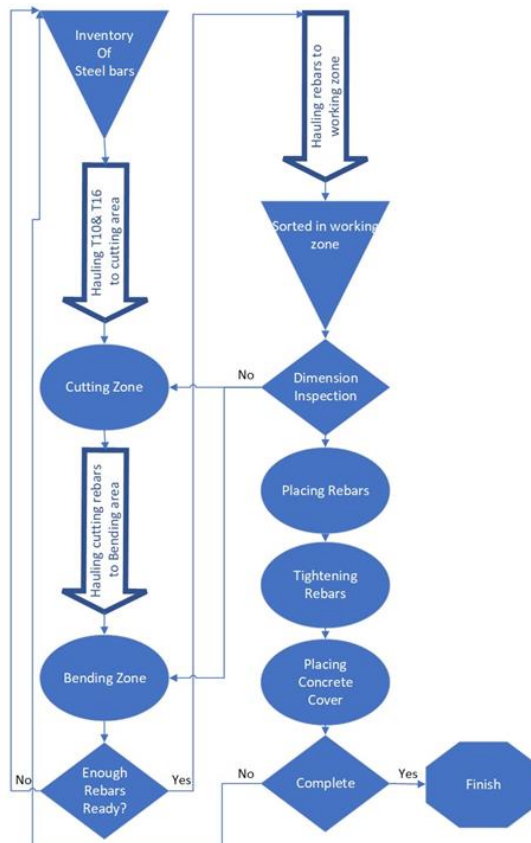 Inventory
Of
Steel bars
Hauling T10& T16
to cutting area
Cutting Zone
Hauling cutting rebars
to Bending area
Bending Zone
Enough
Rebars
Ready?
No
Yes
Hauling rebars to
working zone
Sorted in working
zone
Dimension
Inspection
No
Placing Rebars
Tightening
Rebars
Placing
Concrete
Cover
Complete
No
Yes
Finish